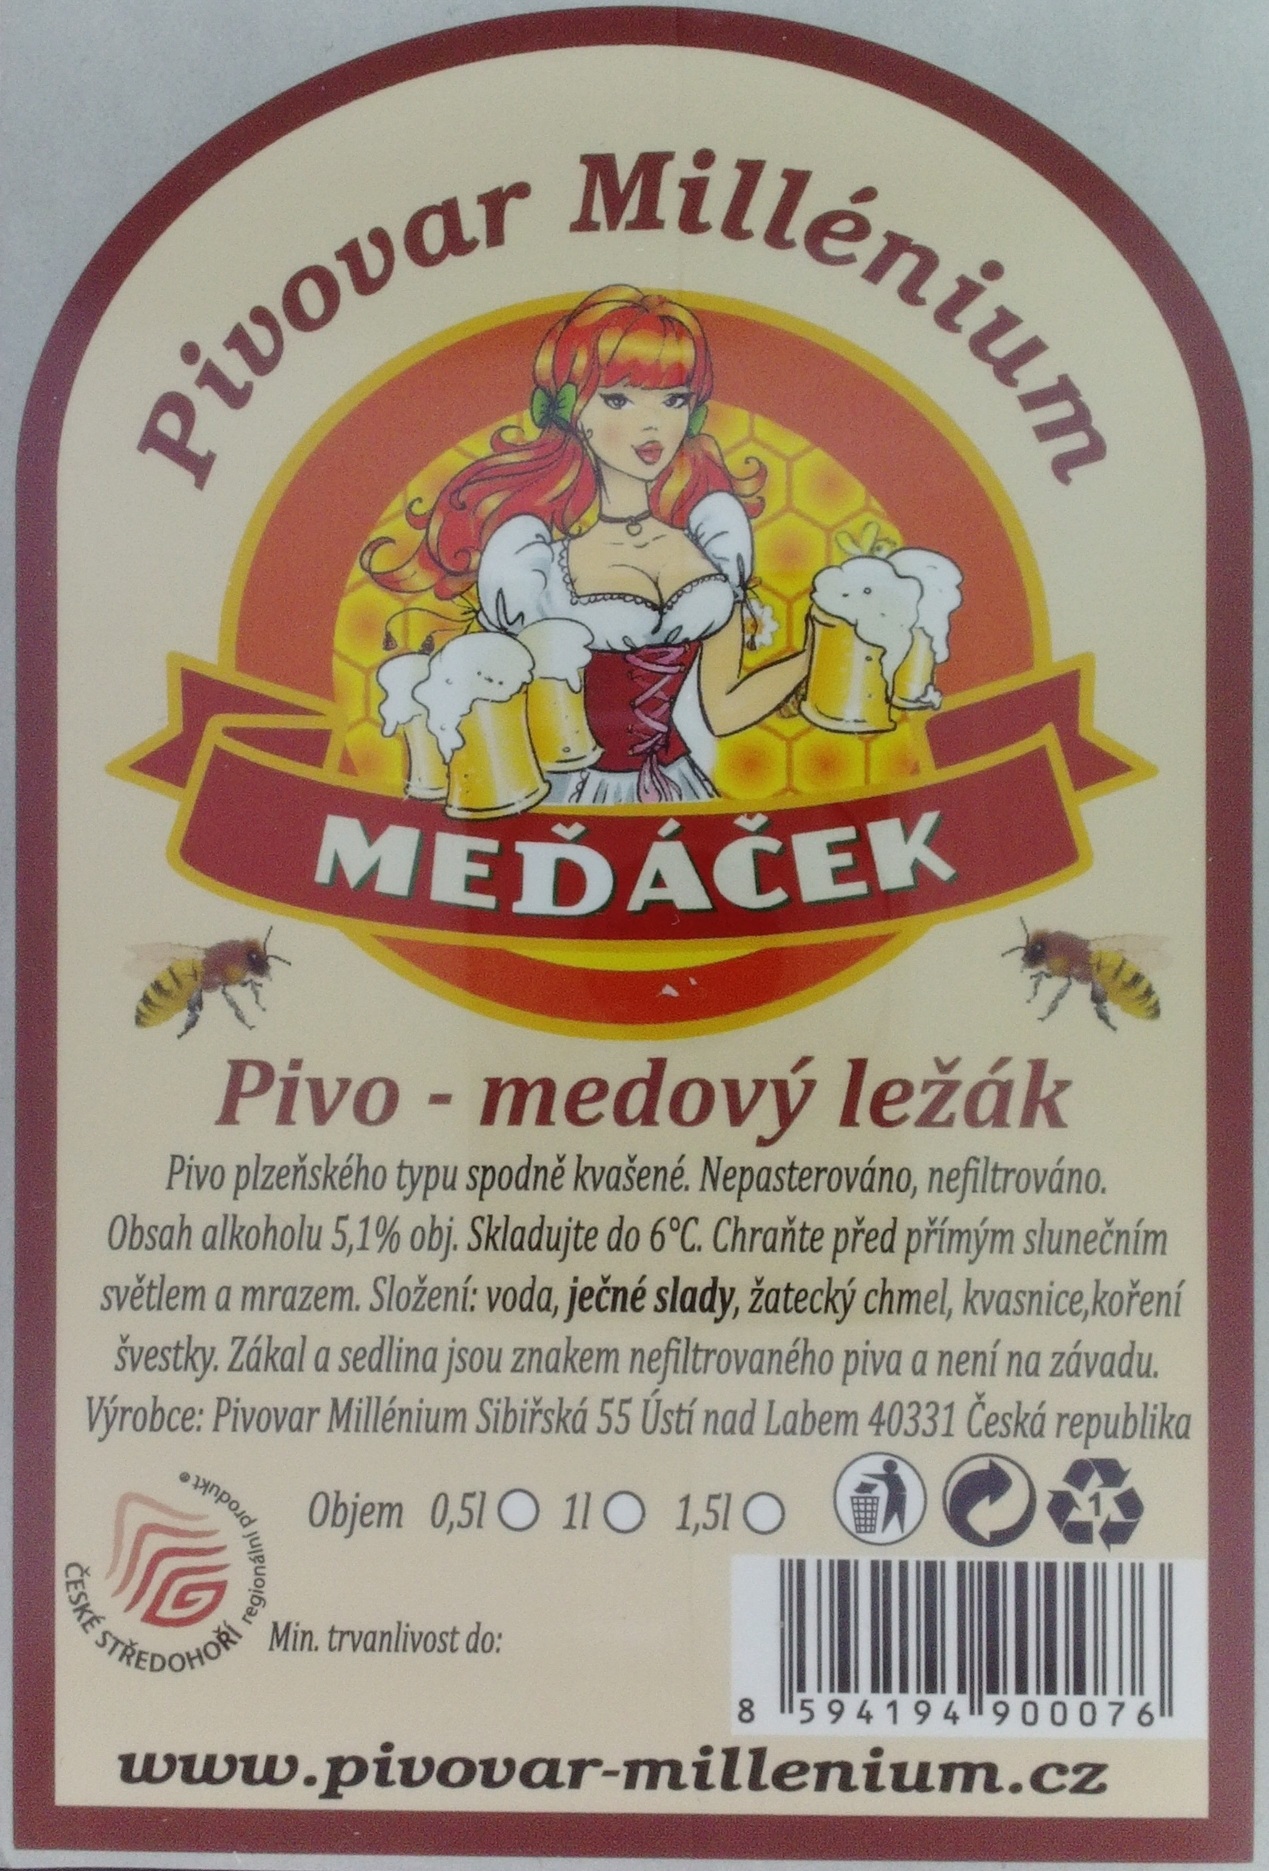 Pivovar Millénium
MEĎÁČEK
Pivo - medový ležák
Pivo plzeňského typu spodně kvašené. Nepasterováno, nefiltrováno.
Obsah alkoholu 5,1% obj. Skladujte do 6°C. Chraňte před přímým slunečním
světlem a mrazem. Složení: voda, ječné slady, žatecký chmel, kvasnice,koření
švestky. Zákal a sedlina jsou znakem nefiltrovaného piva a není na závadu.
Výrobce: Pivovar Millénium Sibiřská 55 Ústí nad Labem 40331 Česká republika
Objem 0,5l 1l 1,5l
1
ČESKÉ STŘEDOHOŘÍ regionální produkt®
Min. trvanlivost do:
8 594194 900076
www.pivovar-millenium.cz